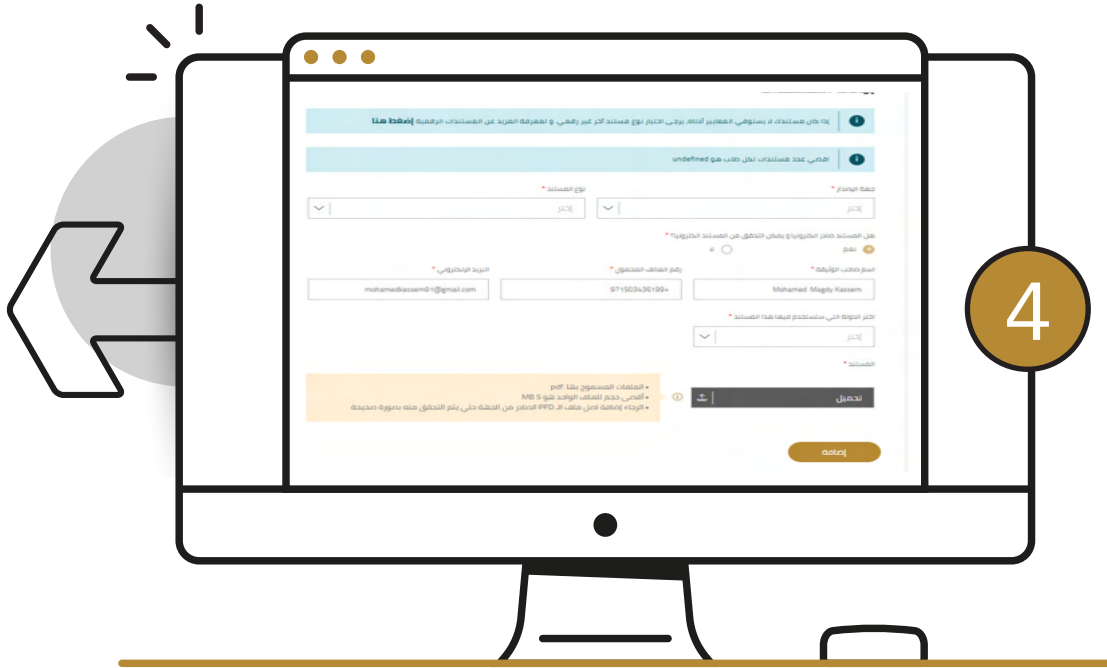 إذا كان مستندك لا يستوفي المعايير أدناه، يرجى اختيار نوع مستند آخر غير رقمي. و لمعرفة المزيد عن المستندات الرقمية إضغط هنا
اقصى عدد مستندات لكل طلب هو undefined
جهة الإصدار * نوع المستند *
إختر إختر
هل المستند صادر الكترونيا و يمكن التحقق من المستند الكترونيا؟ *
نعم لا
اسم صاحب الوثيقة * رقم الهاتف المحمول * البريد الإلكتروني *
Mohamed Magdy Kassem +971503436199 mohamedkassem91@gmail.com
اختر الدولة التي ستستخدم فيها هذا المستند *
إختر
المستند *
• الملفات المسموح بها .pdf
تحميل
• أقصى حجم للملف الواحد هو 5 MB
• الرجاء إضافة اصل ملف الـ PFD الصادر من الجهة حتى يتم التحقق منه بصورة صحيحة
إضافة
4